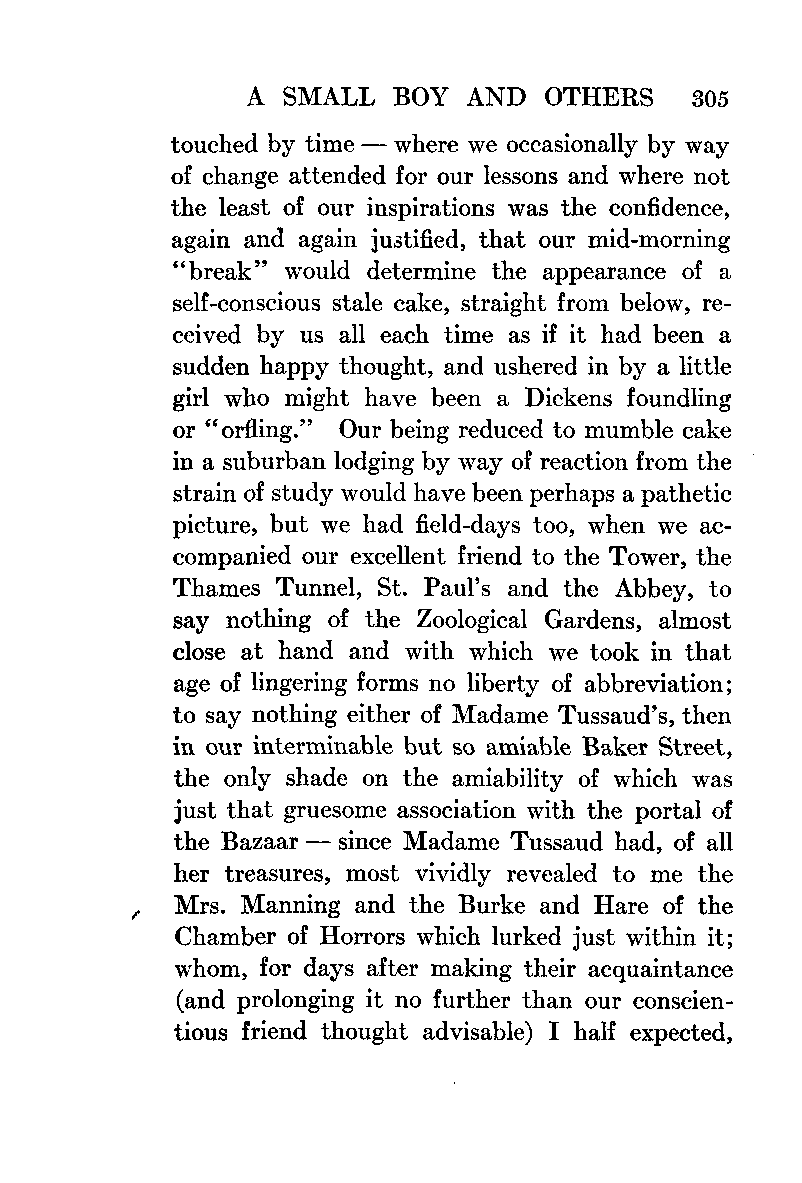 A SMALL BOY AND OTHERS 305
touched by time — where we occasionally by way
of change attended for our lessons and where not
the least of our inspirations was the confidence,
again and again justified, that our mid-morning
“break” would determine the appearance of a
self-conscious stale cake, straight from below, re-
ceived by us all each time as if it had been a
sudden happy thought, and ushered in by a little
girl who might have been a Dickens foundling
or “orfling.” Our being reduced to mumble cake
in a suburban lodging by way of reaction from the
strain of study would have been perhaps a pathetic
picture, but we had field-days too, when we ac-
companied our excellent friend to the Tower, the
Thames Tunnel, St. Paul's and the Abbey, to
say nothing of the Zoological Gardens, almost
close at hand and with which we took in that
age of lingering forms no liberty of abbreviation;
to say nothing either of Madame Tussaud's, then
in our interminable but so amiable Baker Street,
the only shade on the amiability of which was
just that gruesome association with the portal of
the Bazaar — since Madame Tussaud had, of all
her treasures, most vividly revealed to me the
Mrs. Manning and the Burke and Hare of the
Chamber of Horrors which lurked just within it;
whom, for days after making their acquaintance
(and prolonging it no further than our conscien-
tious friend thought advisable) I half expected,